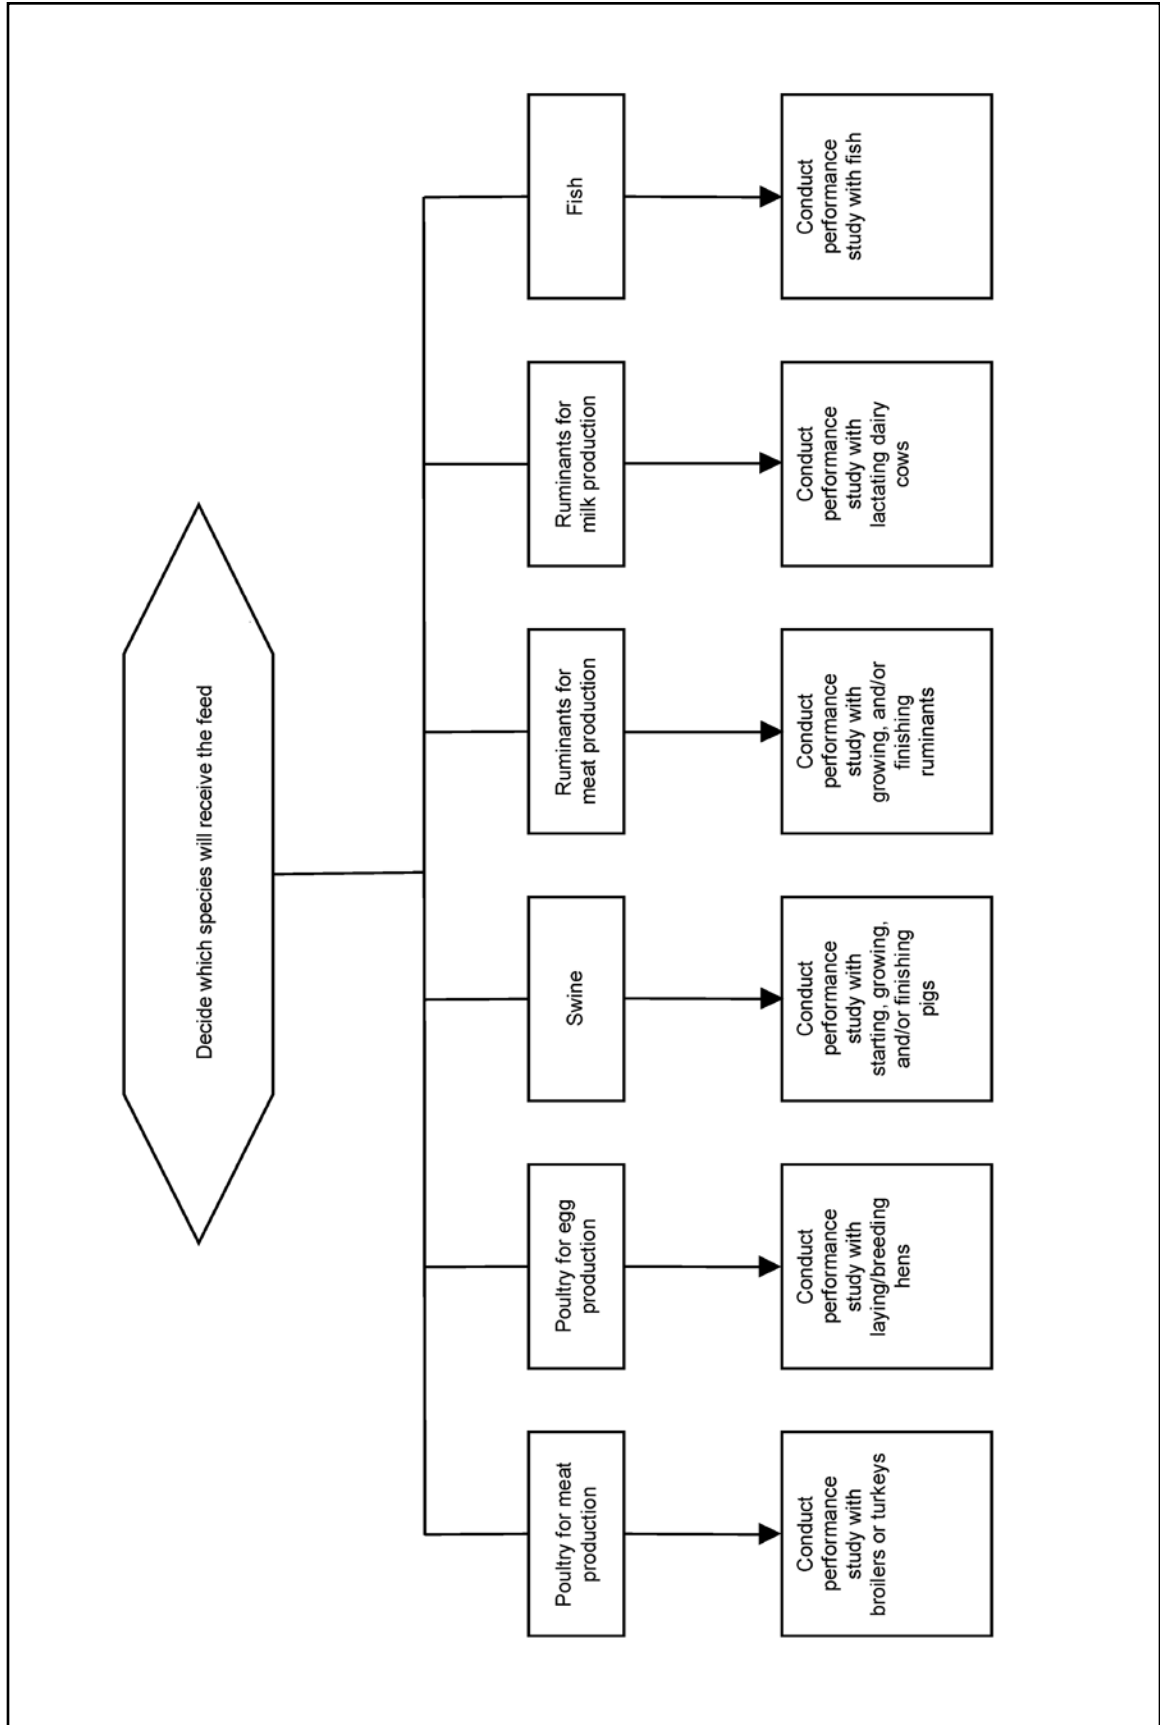 Decide which species will receive the feed
Poultry for meat
production
Poultry for egg
production
Swine
Ruminants for
meat production
Ruminants for
milk production
Fish
Conduct
performance
study with
broilers or turkeys
Conduct
performance
study with
laying/breeding
hens
Conduct
performance
study with
starting, growing,
and/or finishing
pigs
Conduct
performance
study with
growing, and/or
finishing
ruminants
Conduct
performance
study with
lactating dairy
cows
Conduct
performance
study with fish